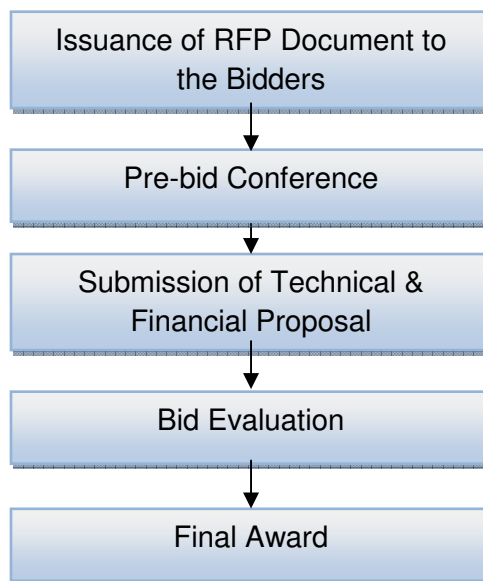 Issuance of RFP Document to
the Bidders
Pre-bid Conference
Submission of Technical &
Financial Proposal
Bid Evaluation
Final Award